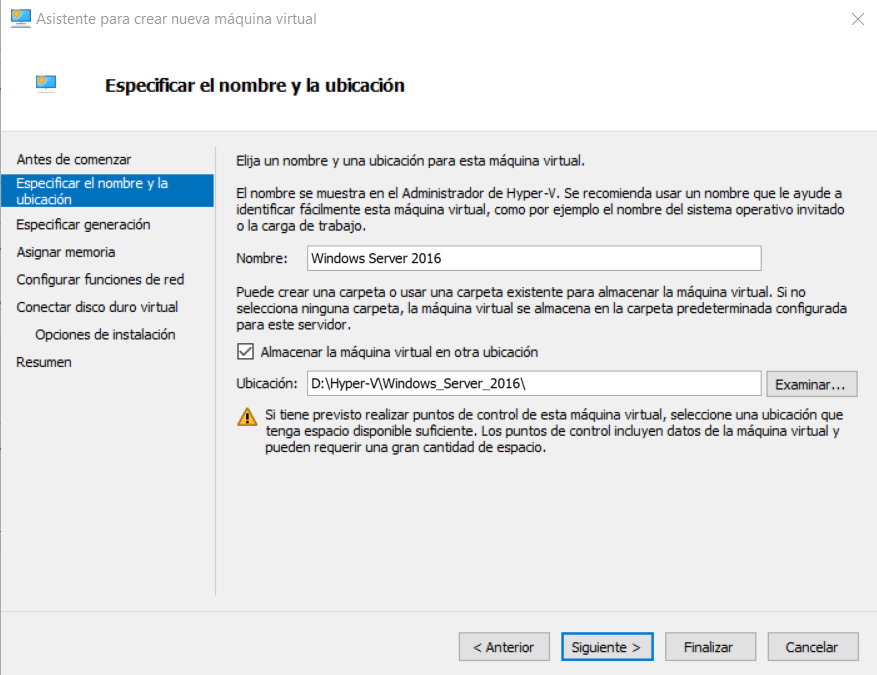 Asistente para crear nueva máquina virtual
Especificar el nombre y la ubicación
Antes de comenzar
Especificar el nombre y la
ubicación
Especificar generación
Asignar memoria
Configurar funciones de red
Conectar disco duro virtual
Opciones de instalación
Resumen
Elija un nombre y una ubicación para esta máquina virtual.
El nombre se muestra en el Administrador de Hyper-V. Se recomienda usar un nombre que le ayude a
identificar fácilmente esta máquina virtual, como por ejemplo el nombre del sistema operativo invitado
o la carga de trabajo.
Nombre: Windows Server 2016
Puede crear una carpeta o usar una carpeta existente para almacenar la máquina virtual. Si no
selecciona ninguna carpeta, la máquina virtual se almacena en la carpeta predeterminada configurada
para este servidor.
Almacenar la máquina virtual en otra ubicación
Ubicación: D:\Hyper-V\Windows_Server_2016\ Examinar...
Si tiene previsto realizar puntos de control de esta máquina virtual, seleccione una ubicación que
tenga espacio disponible suficiente. Los puntos de control incluyen datos de la máquina virtual y
pueden requerir una gran cantidad de espacio.
< Anterior Siguiente > Finalizar Cancelar